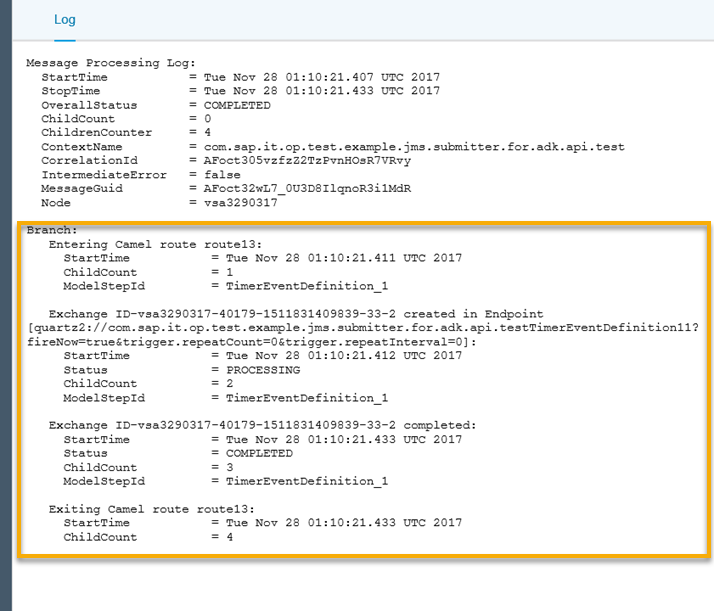 Log
Message Processing Log:
StartTime = Tue Nov 28 01:10:21.407 UTC 2017
StopTime = Tue Nov 28 01:10:21.433 UTC 2017
OverallStatus = COMPLETED
ChildCount = 0
ChildrenCounter = 4
ContextName = com.sap.it.op.test.example.jms.submitter.for.adk.api.test
CorrelationId = AFoct305vzfzZ2TzPvnHOsR7VRvy
IntermediateError = false
MessageGuid = AFoct32wL7_0U3D8IlqnoR3i1MdR
Node = vsa3290317
Branch:
Entering Camel route route13:
StartTime = Tue Nov 28 01:10:21.411 UTC 2017
ChildCount = 1
ModelStepId = TimerEventDefinition_1
Exchange ID-vsa3290317-40179-1511831409839-33-2 created in Endpoint
[quartz2://com.sap.it.op.test.example.jms.submitter.for.adk.api.testTimerEventDefinition11?
fireNow=true&trigger.repeatCount=0&trigger.repeatInterval=0]:
StartTime = Tue Nov 28 01:10:21.412 UTC 2017
Status = PROCESSING
ChildCount = 2
ModelStepId = TimerEventDefinition_1
Exchange ID-vsa3290317-40179-1511831409839-33-2 completed:
StartTime = Tue Nov 28 01:10:21.433 UTC 2017
Status = COMPLETED
ChildCount = 3
ModelStepId = TimerEventDefinition_1
Exiting Camel route route13:
StartTime = Tue Nov 28 01:10:21.433 UTC 2017
ChildCount = 4